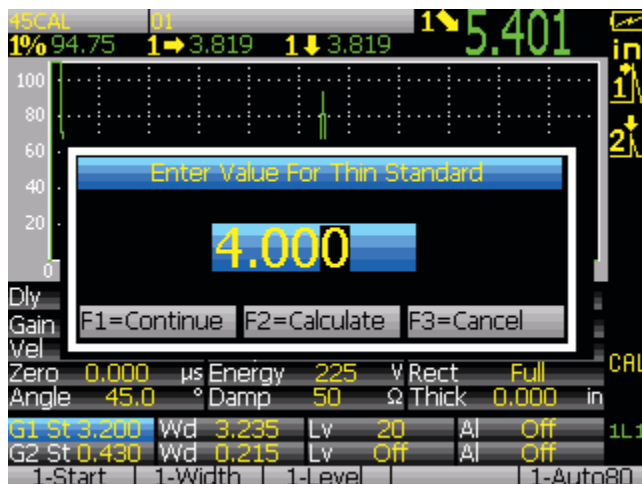 45CAL 01
1% 94.75 1➡3.819 1⬇3.819 1⬊5.401 in
100
80
60
40
20
0
1
2
Enter Value For Thin Standard
4.000
F1=Continue F2=Calculate F3=Cancel
Dly
Gain
Vel
Zero 0.000 µs Energy 225 V Rect Full
Angle 45.0 ° Damp 50 Ω Thick 0.000 in
CAL
G1 St 3.200 Wd 3.235 Lv 20 Al Off 1L1
G2 St 0.430 Wd 0.215 Lv Off Al Off
1-Start 1-Width 1-Level 1-Auto80